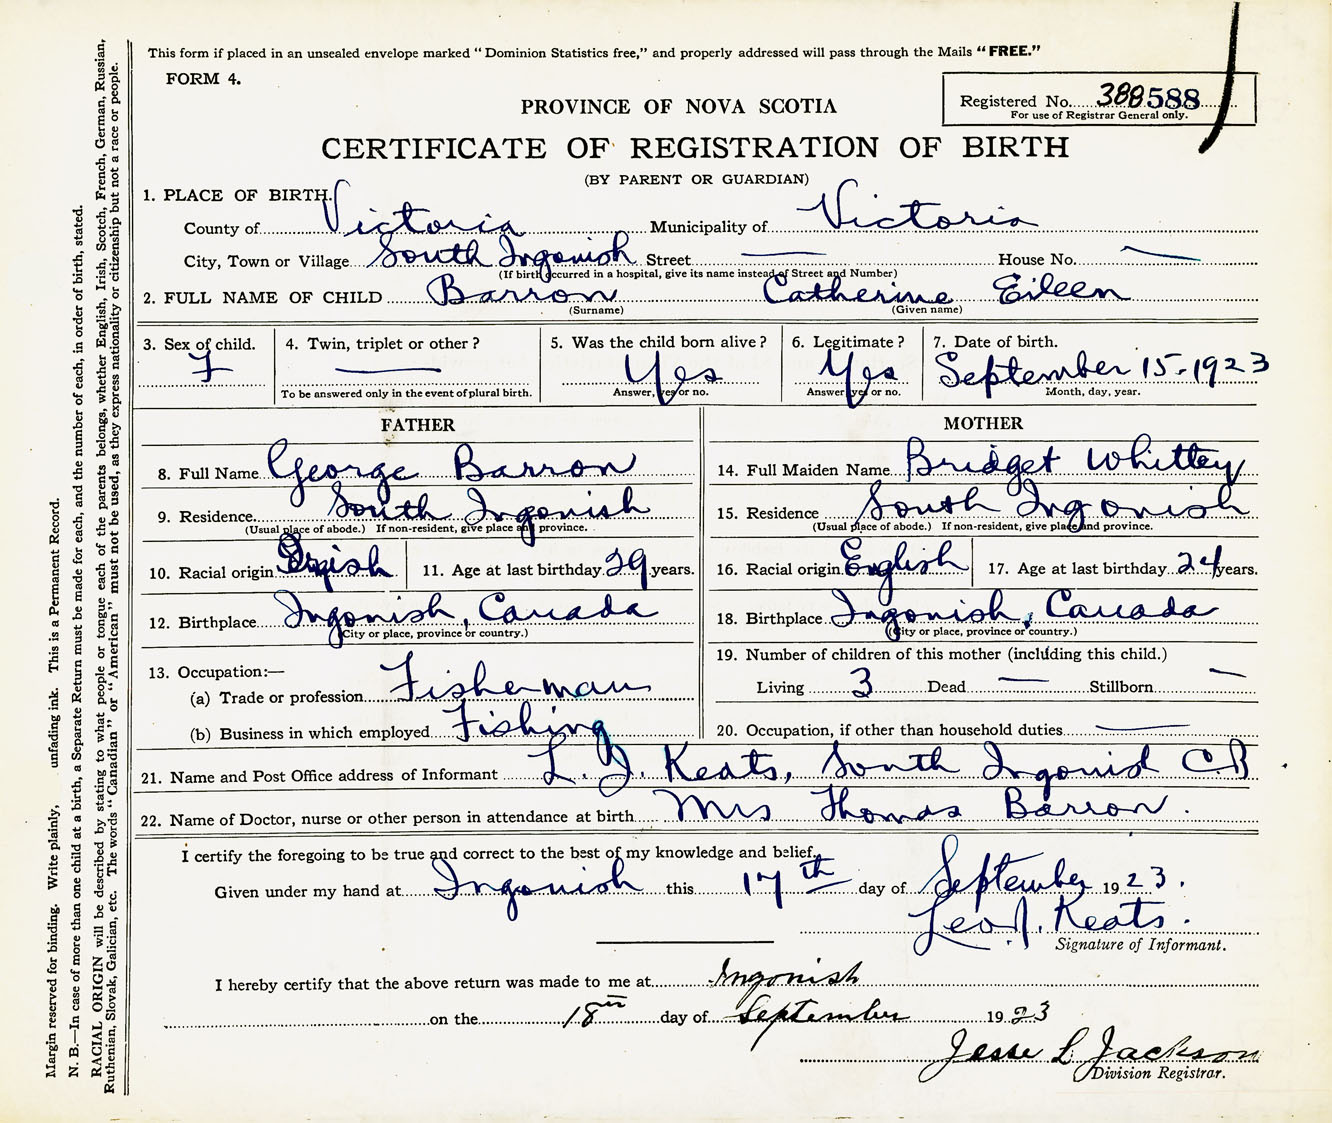 This form if placed in an unsealed envelope marked "Dominion Statistics free," and properly addressed will pass through the Mails "FREE."
FORM 4.
Registered No. 388588
For use of Registrar General only.
PROVINCE OF NOVA SCOTIA
CERTIFICATE OF REGISTRATION OF BIRTH
(BY PARENT OR GUARDIAN)
1. PLACE OF BIRTH.
County of Victoria Municipality of Victoria
City, Town or Village South Ingonish Street — House No. —
(If birth occurred in a hospital, give its name instead of Street and Number)
2. FULL NAME OF CHILD Barron Catherine Eileen
(Surname) (Given name)
3. Sex of child. 4. Twin, triplet or other? 5. Was the child born alive? 6. Legitimate? 7. Date of birth.
F — Yes Yes September 15-1923
To be answered only in the event of plural birth. Answer, yes or no. Answer yes or no. Month, day, year.
FATHER
8. Full Name George Barron
9. Residence South Ingonish
(Usual place of abode.) If non-resident, give place and province.
10. Racial origin 11. Age at last birthday 29 years.
12. Birthplace Ingonish, Canada
(City or place, province or country.)
13. Occupation:—
(a) Trade or profession Fisherman
(b) Business in which employed Fishing
MOTHER
14. Full Maiden Name Bridget Whittey
15. Residence South Ingonish
(Usual place of abode.) If non-resident, give place and province.
16. Racial origin English 17. Age at last birthday 24 years.
18. Birthplace Ingonish, Canada
(City or place, province or country.)
19. Number of children of this mother (including this child.)
Living 3 Dead — Stillborn —
20. Occupation, if other than household duties —
21. Name and Post Office address of Informant L. J. Keats, South Ingonish C.B.
22. Name of Doctor, nurse or other person in attendance at birth Mrs Thomas Barron.
I certify the foregoing to be true and correct to the best of my knowledge and belief.
Given under my hand at Ingonish this 17th day of September 1923.
Leo J. Keats.
Signature of Informant.
I hereby certify that the above return was made to me at Ingonish
on the 18th day of September 1923
Jesse L Jackson
Division Registrar.
Margin reserved for binding. Write plainly, unfading ink. This is a Permanent Record.
N. B.—In case of more than one child at a birth, a Separate Return must be made for each, and the number of each, in order of birth, stated.
RACIAL ORIGIN will be described by stating to what people or tongue each of the parents belongs, whether English, Irish, Scotch, French, German, Russian,
Ruthenian, Slovak, Galician, etc. The words "Canadian" or "American" must not be used, as they express nationality or citizenship but not a race or people.